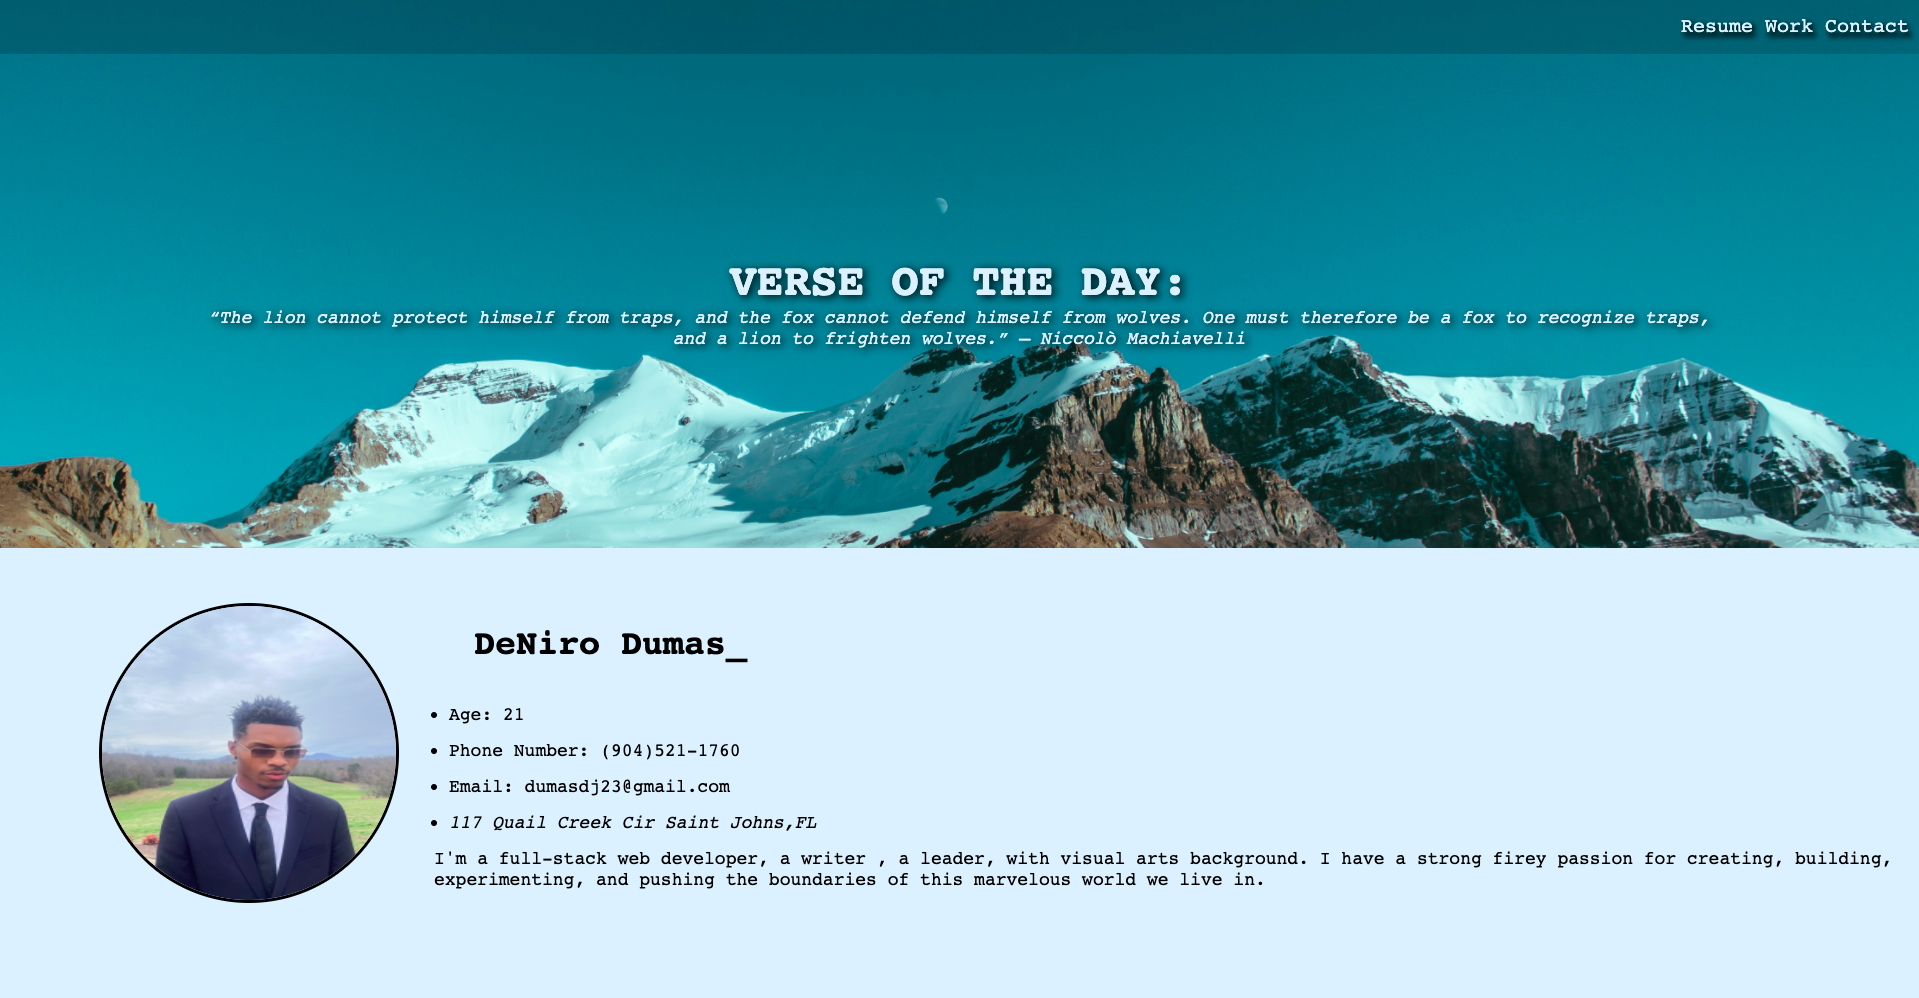 Resume Work Contact
VERSE OF THE DAY:
“The lion cannot protect himself from traps, and the fox cannot defend himself from wolves. One must therefore be a fox to recognize traps,
and a lion to frighten wolves.” – Niccolò Machiavelli
DeNiro Dumas_
• Age: 21
• Phone Number: (904)521-1760
• Email: dumasdj23@gmail.com
• 117 Quail Creek Cir Saint Johns,FL
I'm a full-stack web developer, a writer , a leader, with visual arts background. I have a strong firey passion for creating, building,
experimenting, and pushing the boundaries of this marvelous world we live in.